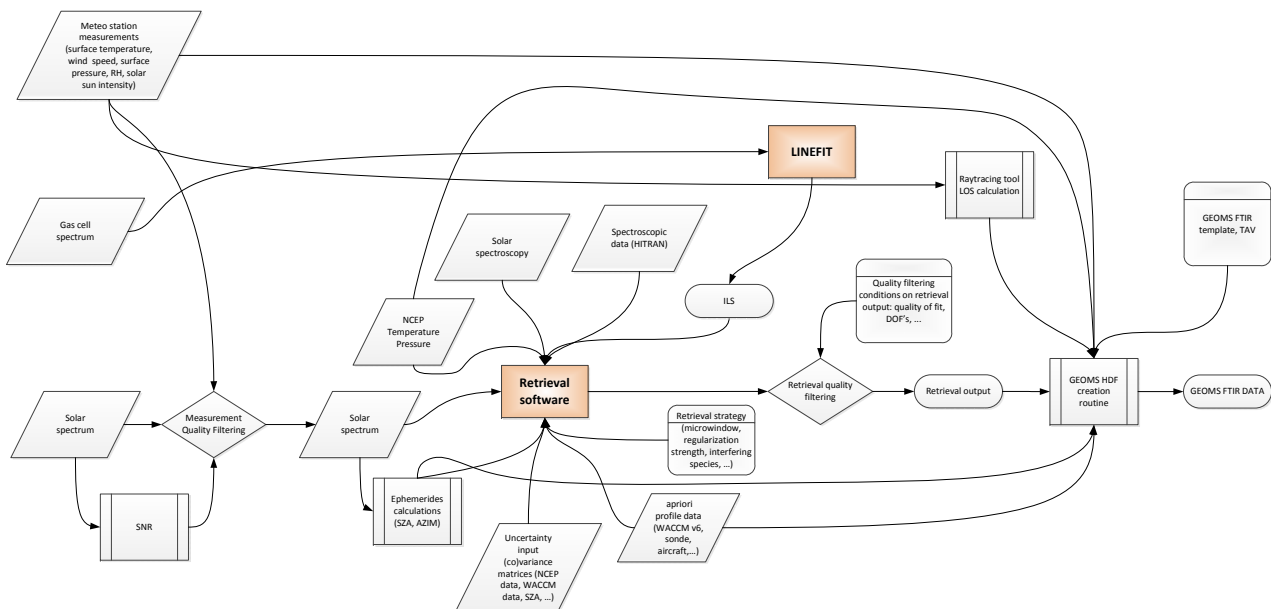 Meteo station
measurements
(surface temperature,
wind speed, surface
pressure, RH, solar
sun intensity)
LINEFIT
Raytracing tool
LOS calculation
Gas cell
spectrum
GEOMS FTIR
template, TAV
Solar
spectroscopy
Spectroscopic
data (HITRAN)
ILS
Quality filtering
conditions on retrieval
output: quality of fit,
DOF's, ...
NCEP
Temperature
Pressure
Retrieval
software
Retrieval quality
filtering
Retrieval output
GEOMS HDF
creation
routine
GEOMS FTIR DATA
Solar
spectrum
Measurement
Quality Filtering
Solar
spectrum
Retrieval strategy
(microwindow,
regularization
strength, interfering
species, ...)
SNR
Ephemerides
calculations
(SZA, AZIM)
Uncertainty
input
(co)variance
matrices (NCEP
data, WACCM
data, SZA, ...)
apriori
profile data
(WACCM v6,
sonde,
aircraft,...)